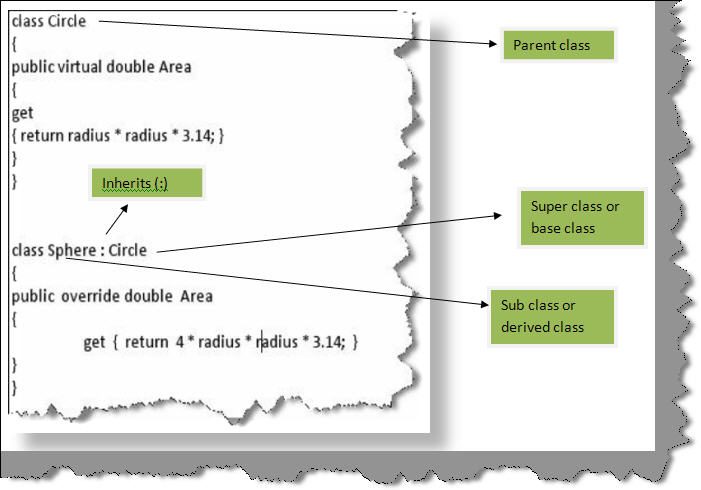 class Circle
Parent class
{
public virtual double Area
{
get
{ return radius * radius * 3.14; }
}
}
Inherits (:)
class Sphere : Circle
Super class or
base class
{
public override double Area
Sub class or
derived class
{
get { return 4 * radius * radius * 3.14; }
}
}